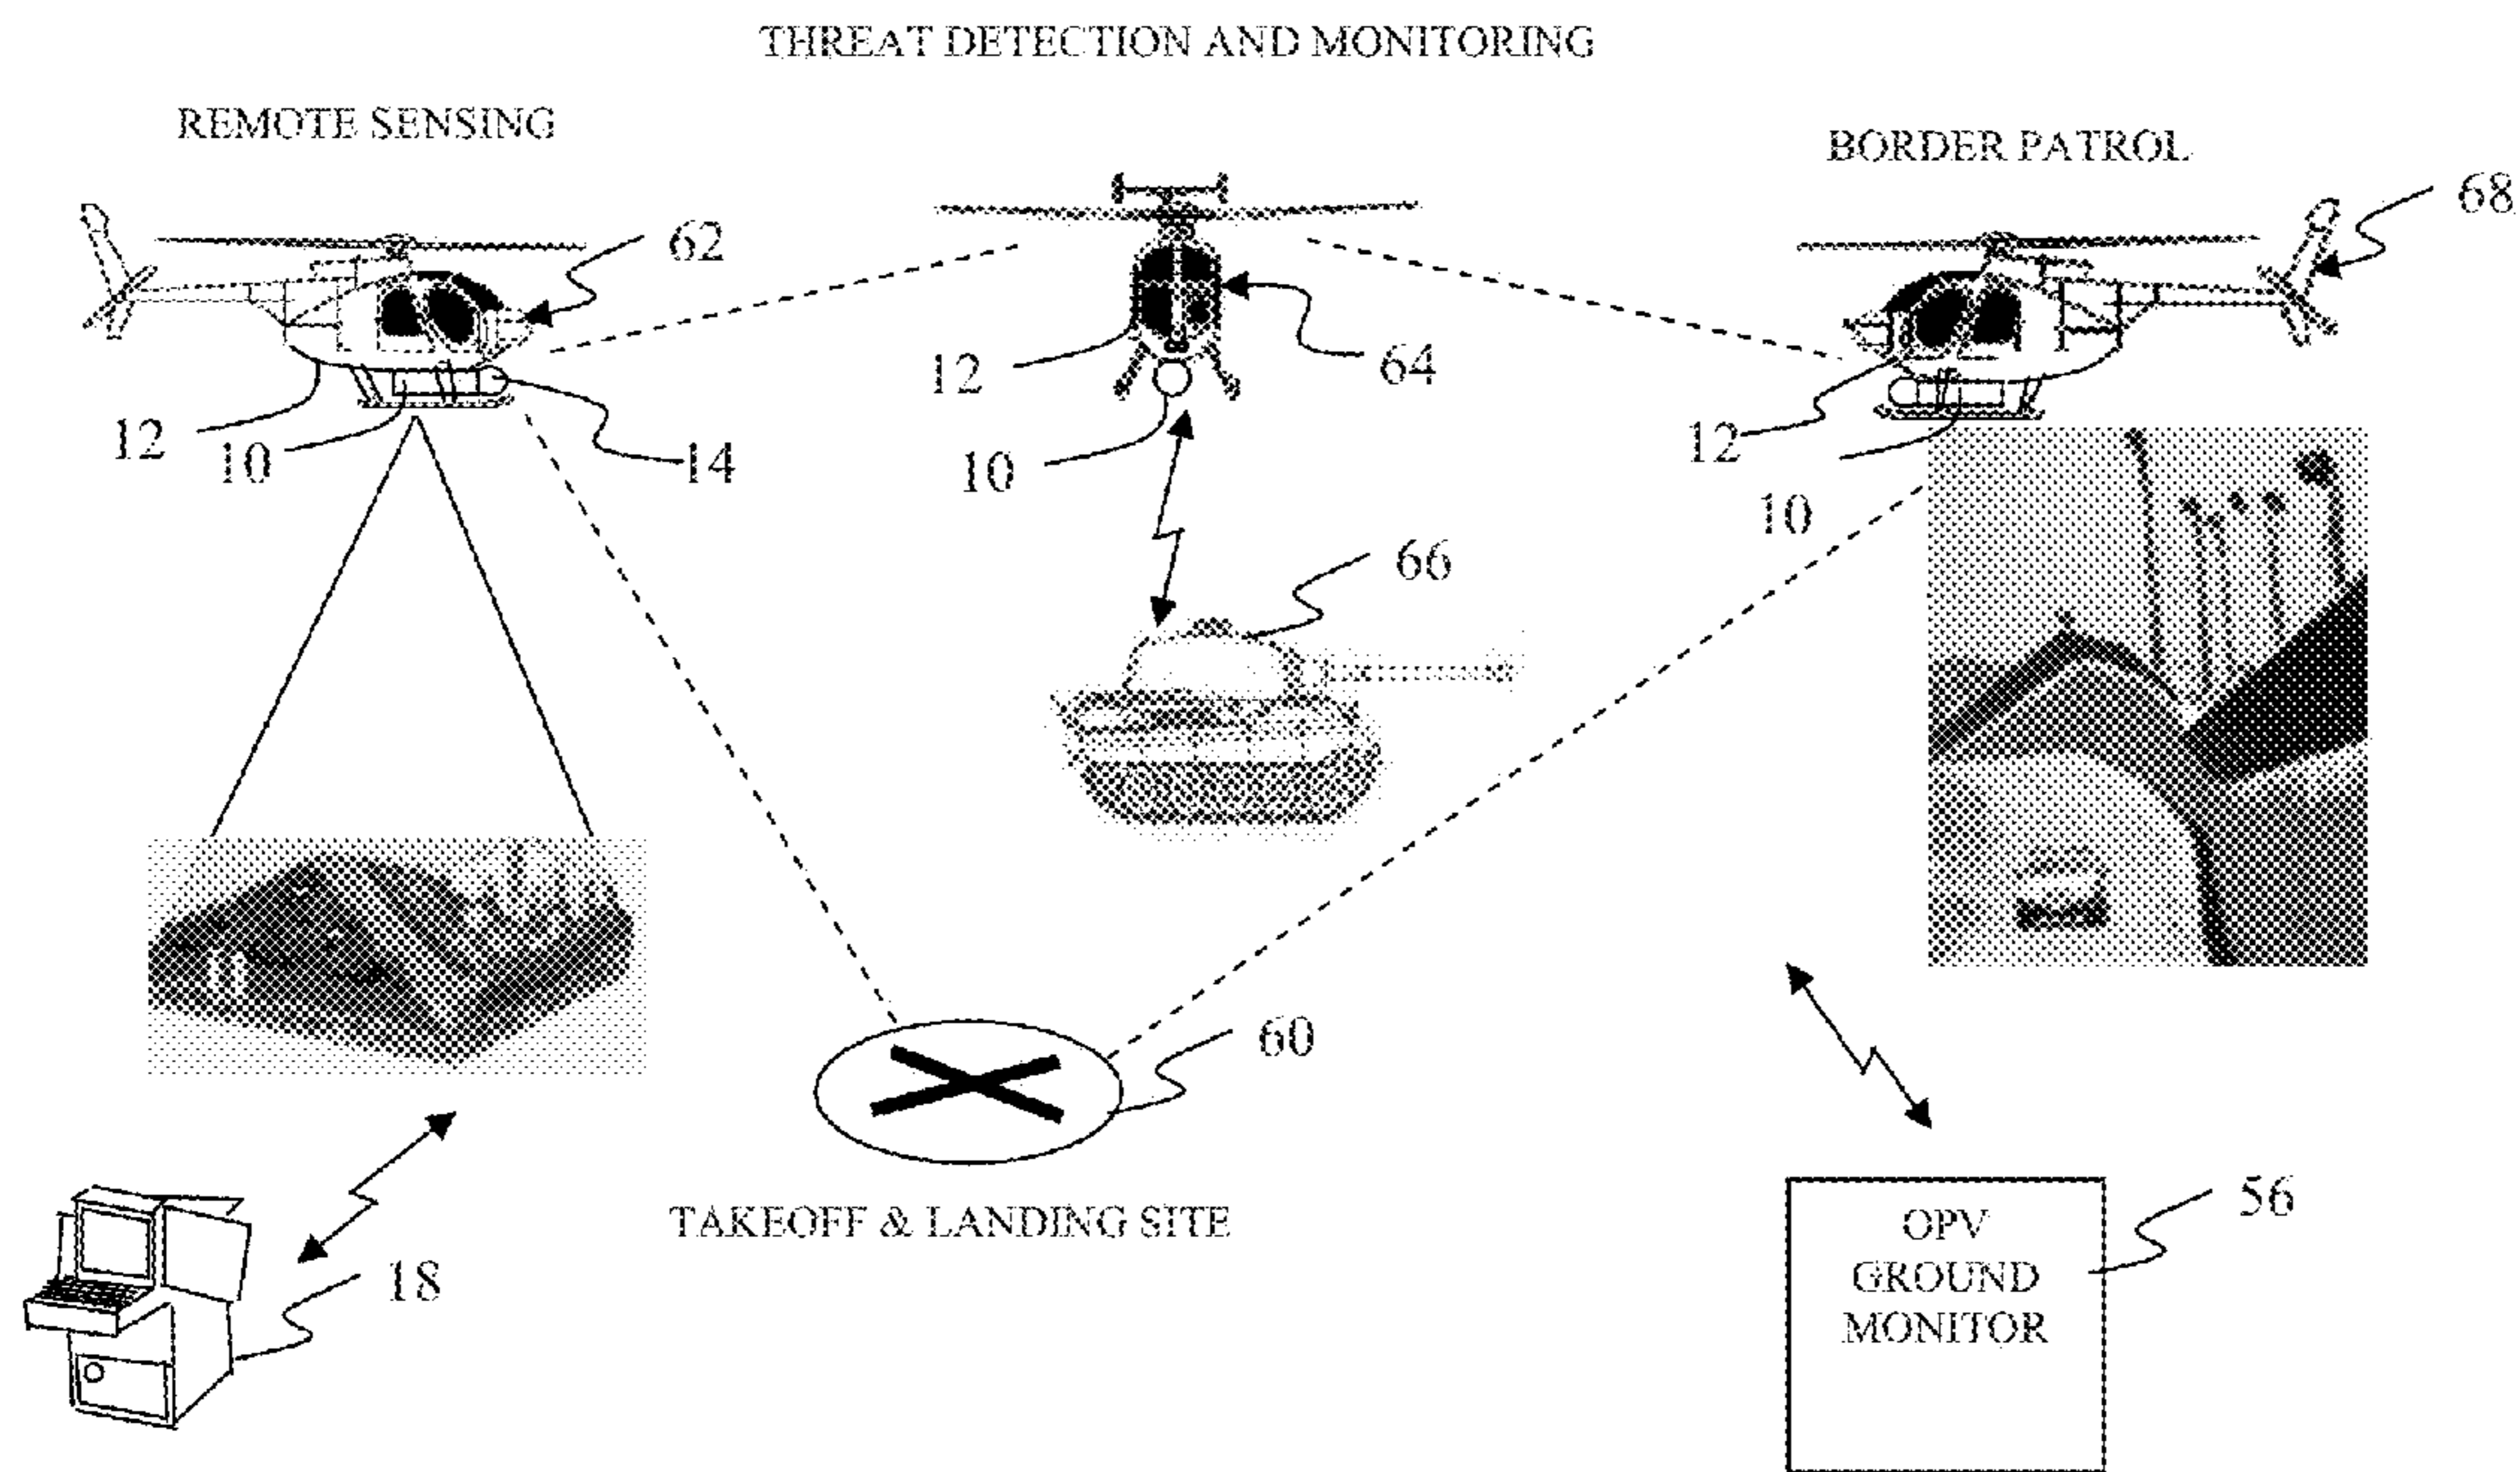 THREAT DETECTION AND MONITORING
REMOTE SENSING
BORDER PATROL
68
62
64
12
12
10
14
10
12
10
66
60
TAKEOFF & LANDING SITE
18
56
OPV
GROUND
MONITOR